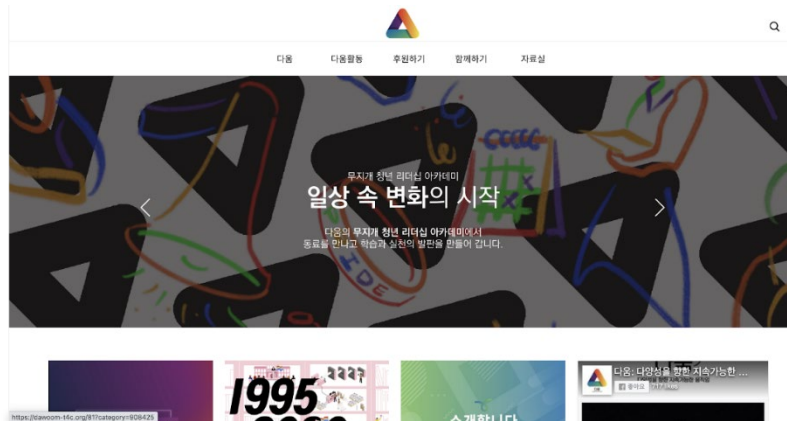 다움
다움활동
후원하기
함께하기
자료실
무지개 청년 리더십 아카데미
일상 속 변화의 시작
다움의 무지개 청년 리더십 아카데미에서
동료를 만나고 학습과 실천의 발판을 만들어 갑니다.
1995
소개합니다
다움: 다양성을 향한 지속가능한 ...
좋아요
https://dawoom-t4c.org/81?category=908425